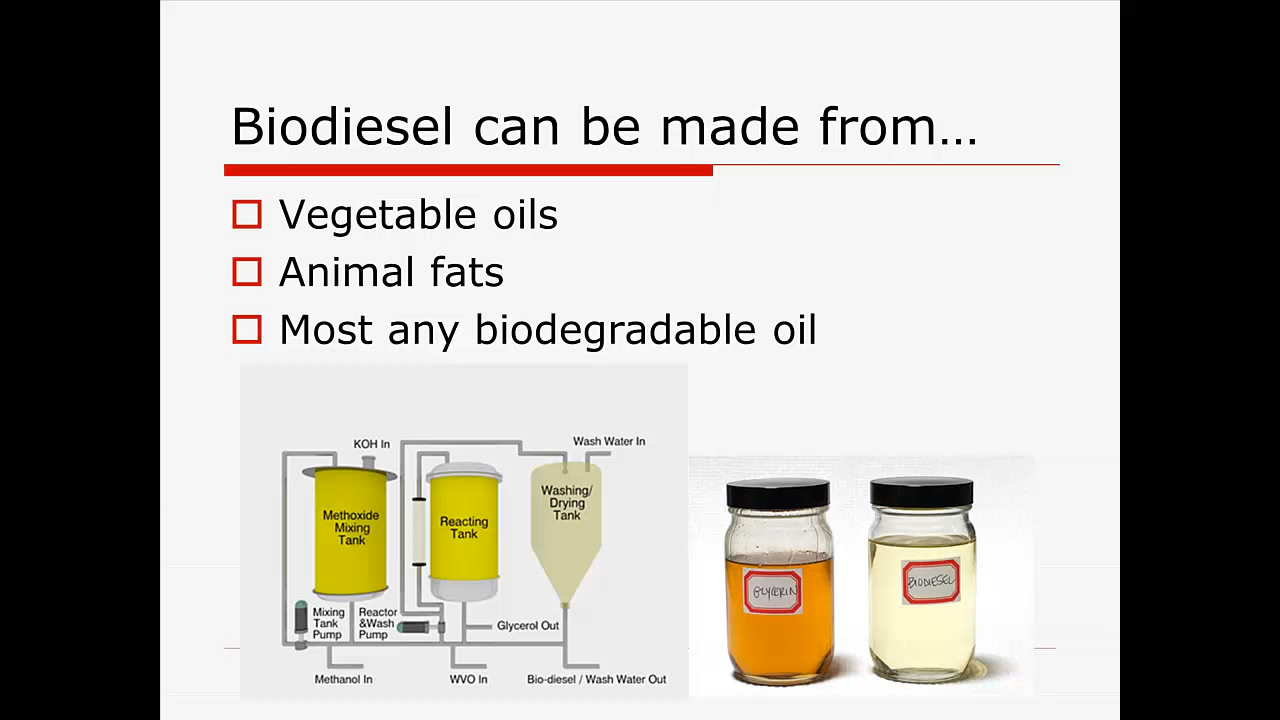 Biodiesel can be made from…
Vegetable oils
Animal fats
Most any biodegradable oil
KOH In
Wash Water In
Methoxide
Mixing
Tank
Reacting
Tank
Washing/
Drying
Tank
Mixing
Tank
Pump
Reactor
&Wash
Pump
Glycerol Out
Methanol In
WVO In
Bio-diesel / Wash Water Out
GLYCERIN
BIODIESEL